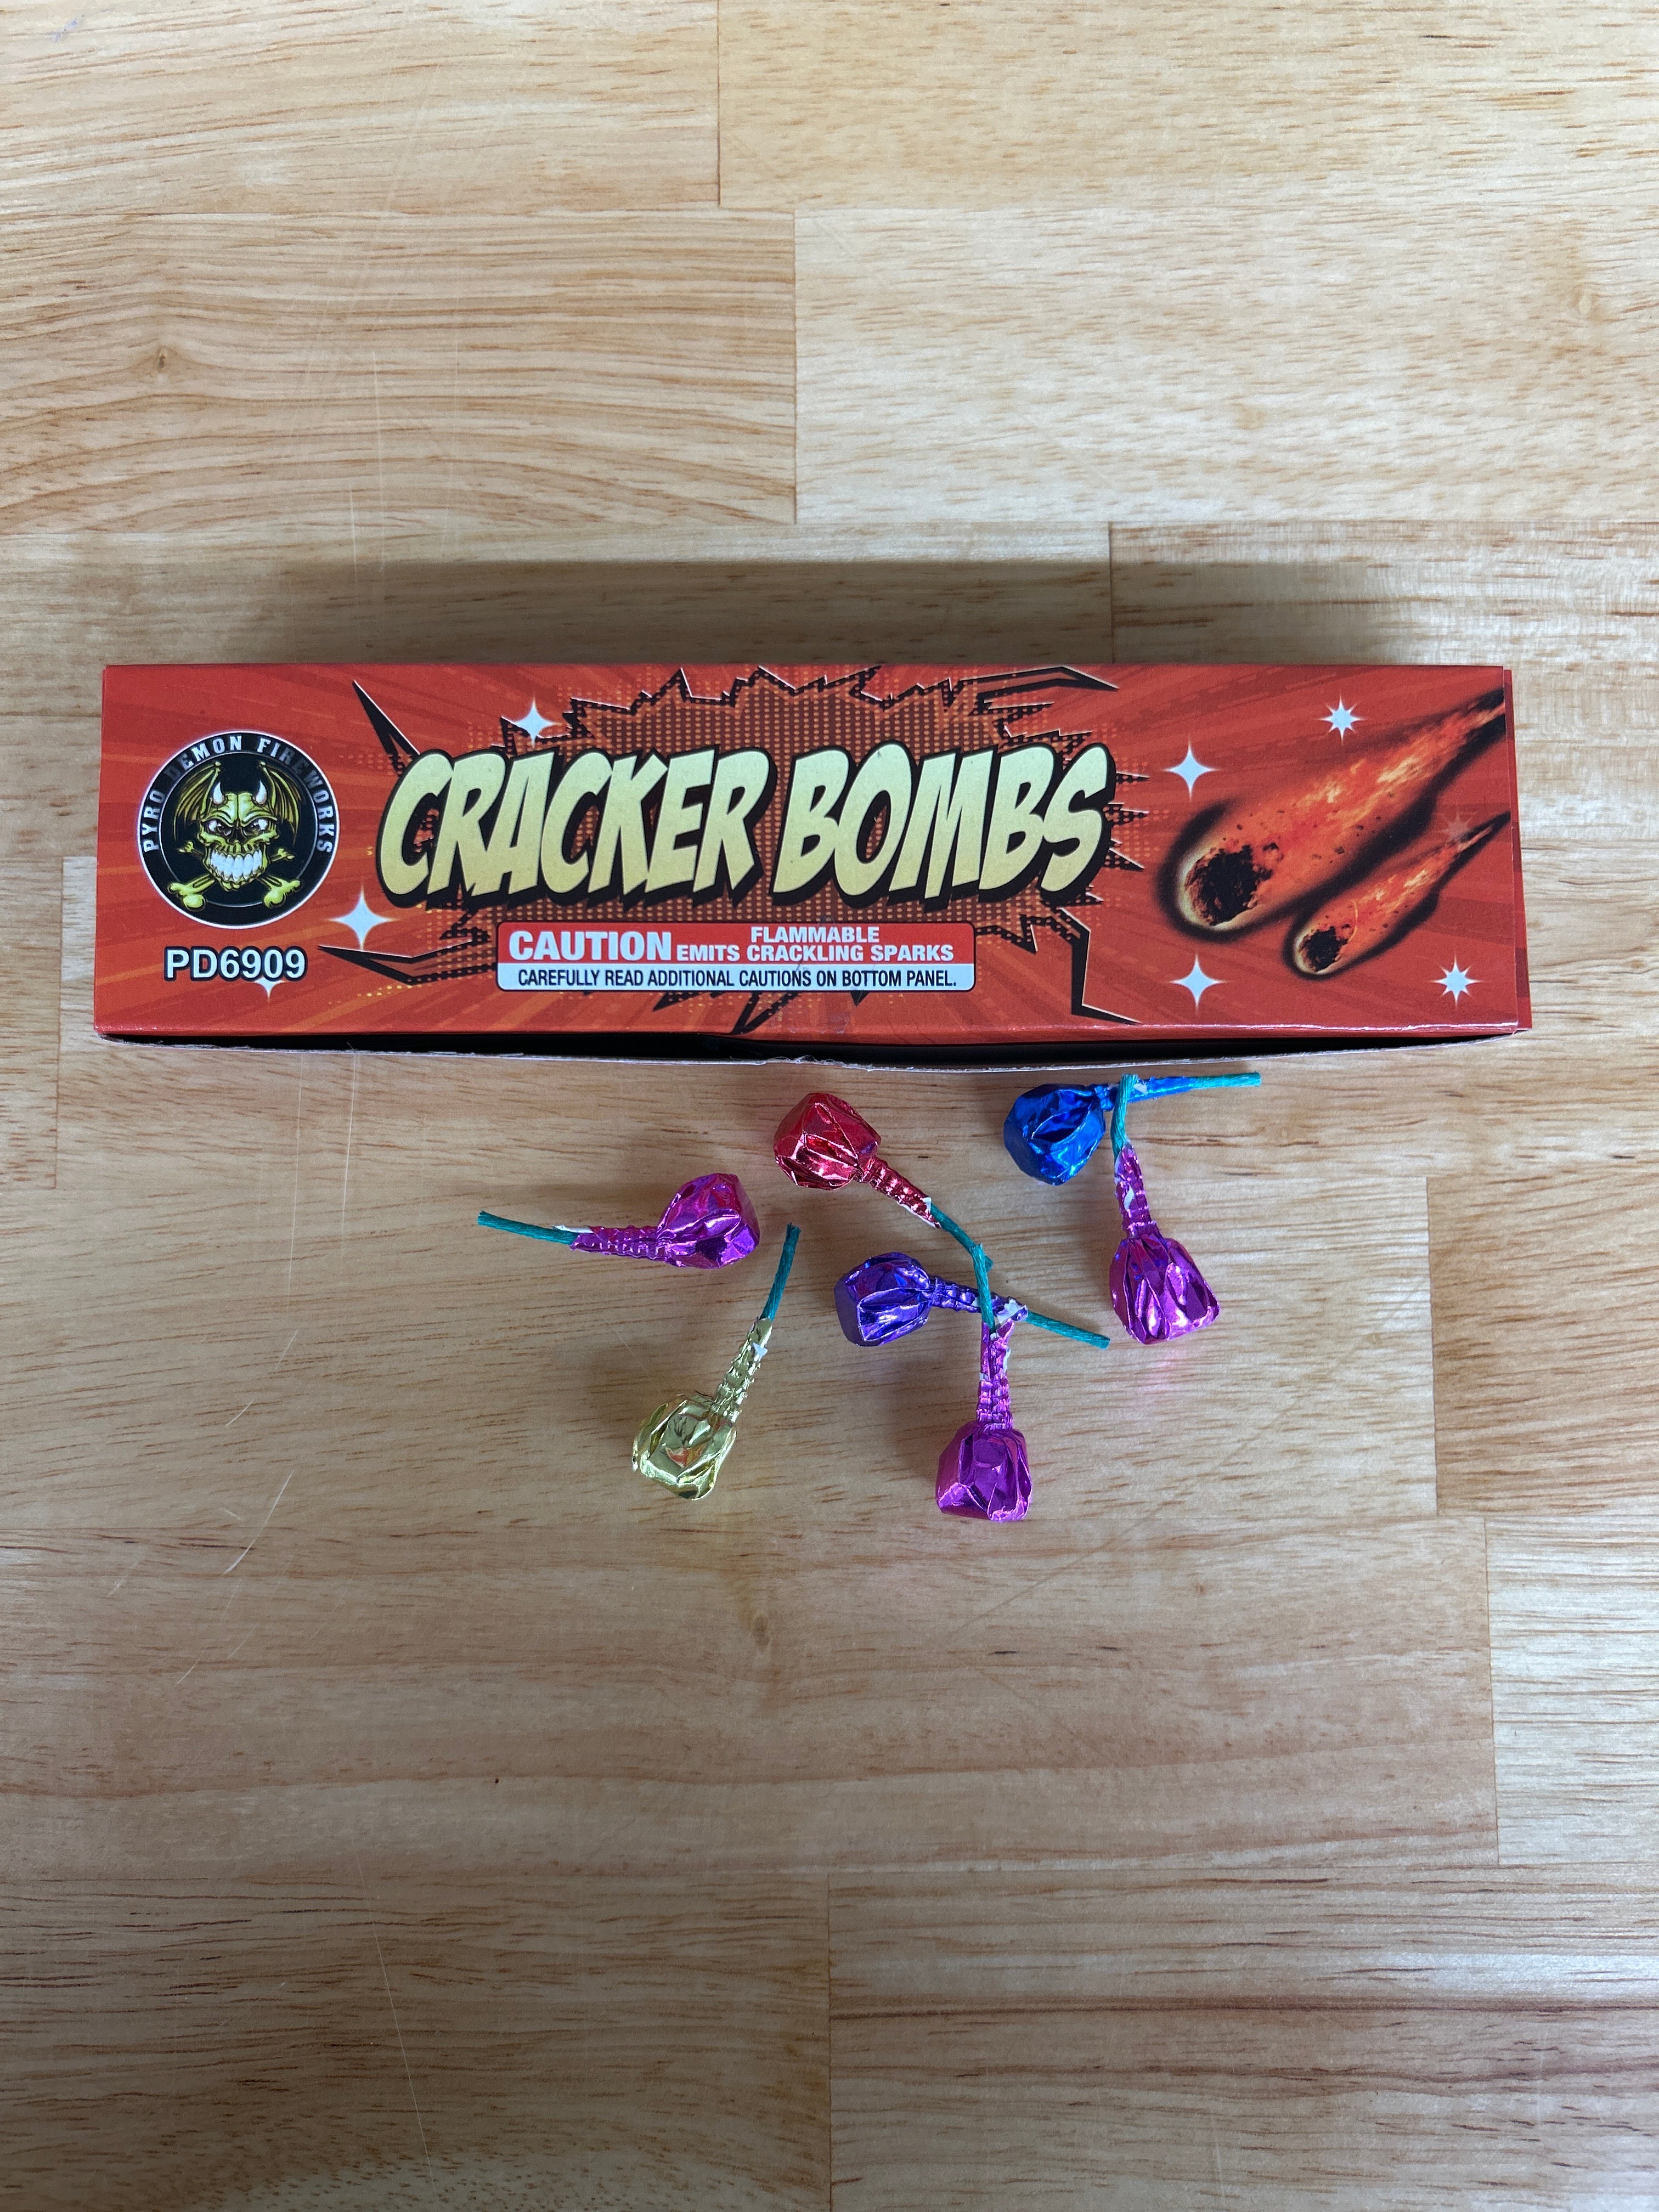 PYRO DEMON FIREWORKS
PD6909
CRACKER BOMBS
CAUTION FLAMMABLE
EMITS CRACKLING SPARKS
CAREFULLY READ ADDITIONAL CAUTIONS ON BOTTOM PANEL.